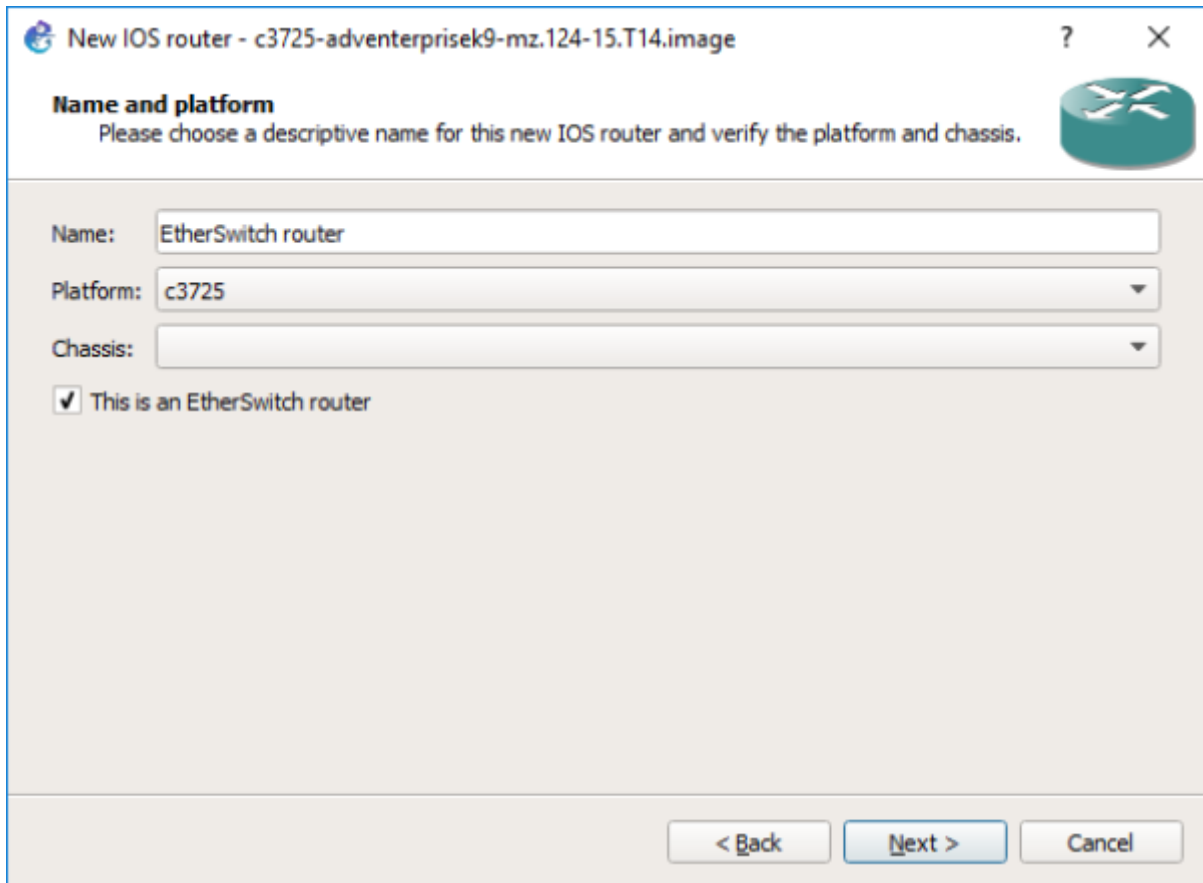 New IOS router - c3725-adventerprisek9-mz.124-15.T14.image
?
Name and platform
Please choose a descriptive name for this new IOS router and verify the platform and chassis.
Name: EtherSwitch router
Platform: c3725
Chassis:
This is an EtherSwitch router
< Back
Next >
Cancel